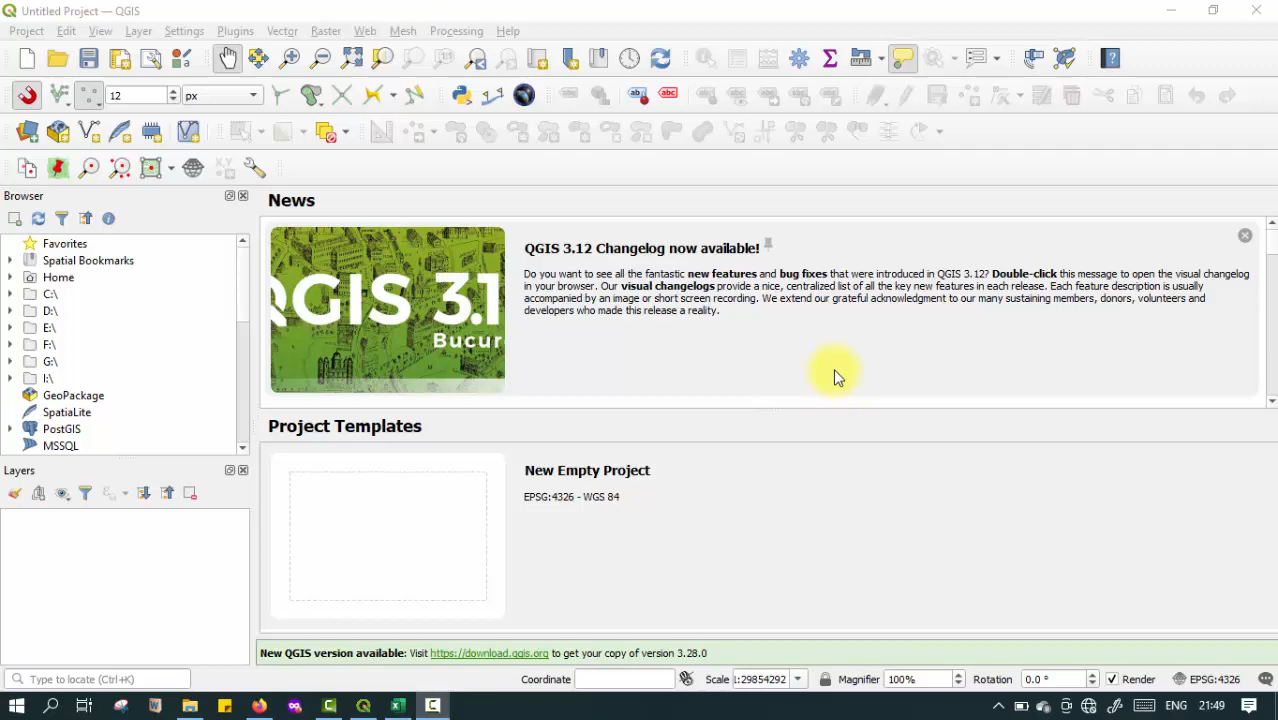 Untitled Project — QGIS
Project Edit View Layer Settings Plugins Vector Raster Web Mesh Processing Help
12 px
Browser
Favorites
Spatial Bookmarks
Home
C:\
D:\
E:\
F:\
G:\
I:\
GeoPackage
SpatiaLite
PostGIS
MSSQL
Layers
News
QGIS 3.1
Bucur
QGIS 3.12 Changelog now available!
Do you want to see all the fantastic new features and bug fixes that were introduced in QGIS 3.12? Double-click this message to open the visual changelog
in your browser. Our visual changelogs provide a nice, centralized list of all the key new features in each release. Each feature description is usually
accompanied by an image or short screen recording. We extend our grateful acknowledgment to our many sustaining members, donors, volunteers and
developers who made this release a reality.
Project Templates
New Empty Project
EPSG:4326 - WGS 84
New QGIS version available: Visit https://download.qgis.org to get your copy of version 3.28.0
Type to locate (Ctrl+K) Coordinate Scale 1:29854292 Magnifier 100% Rotation 0.0 ° Render EPSG:4326
ENG 21:49